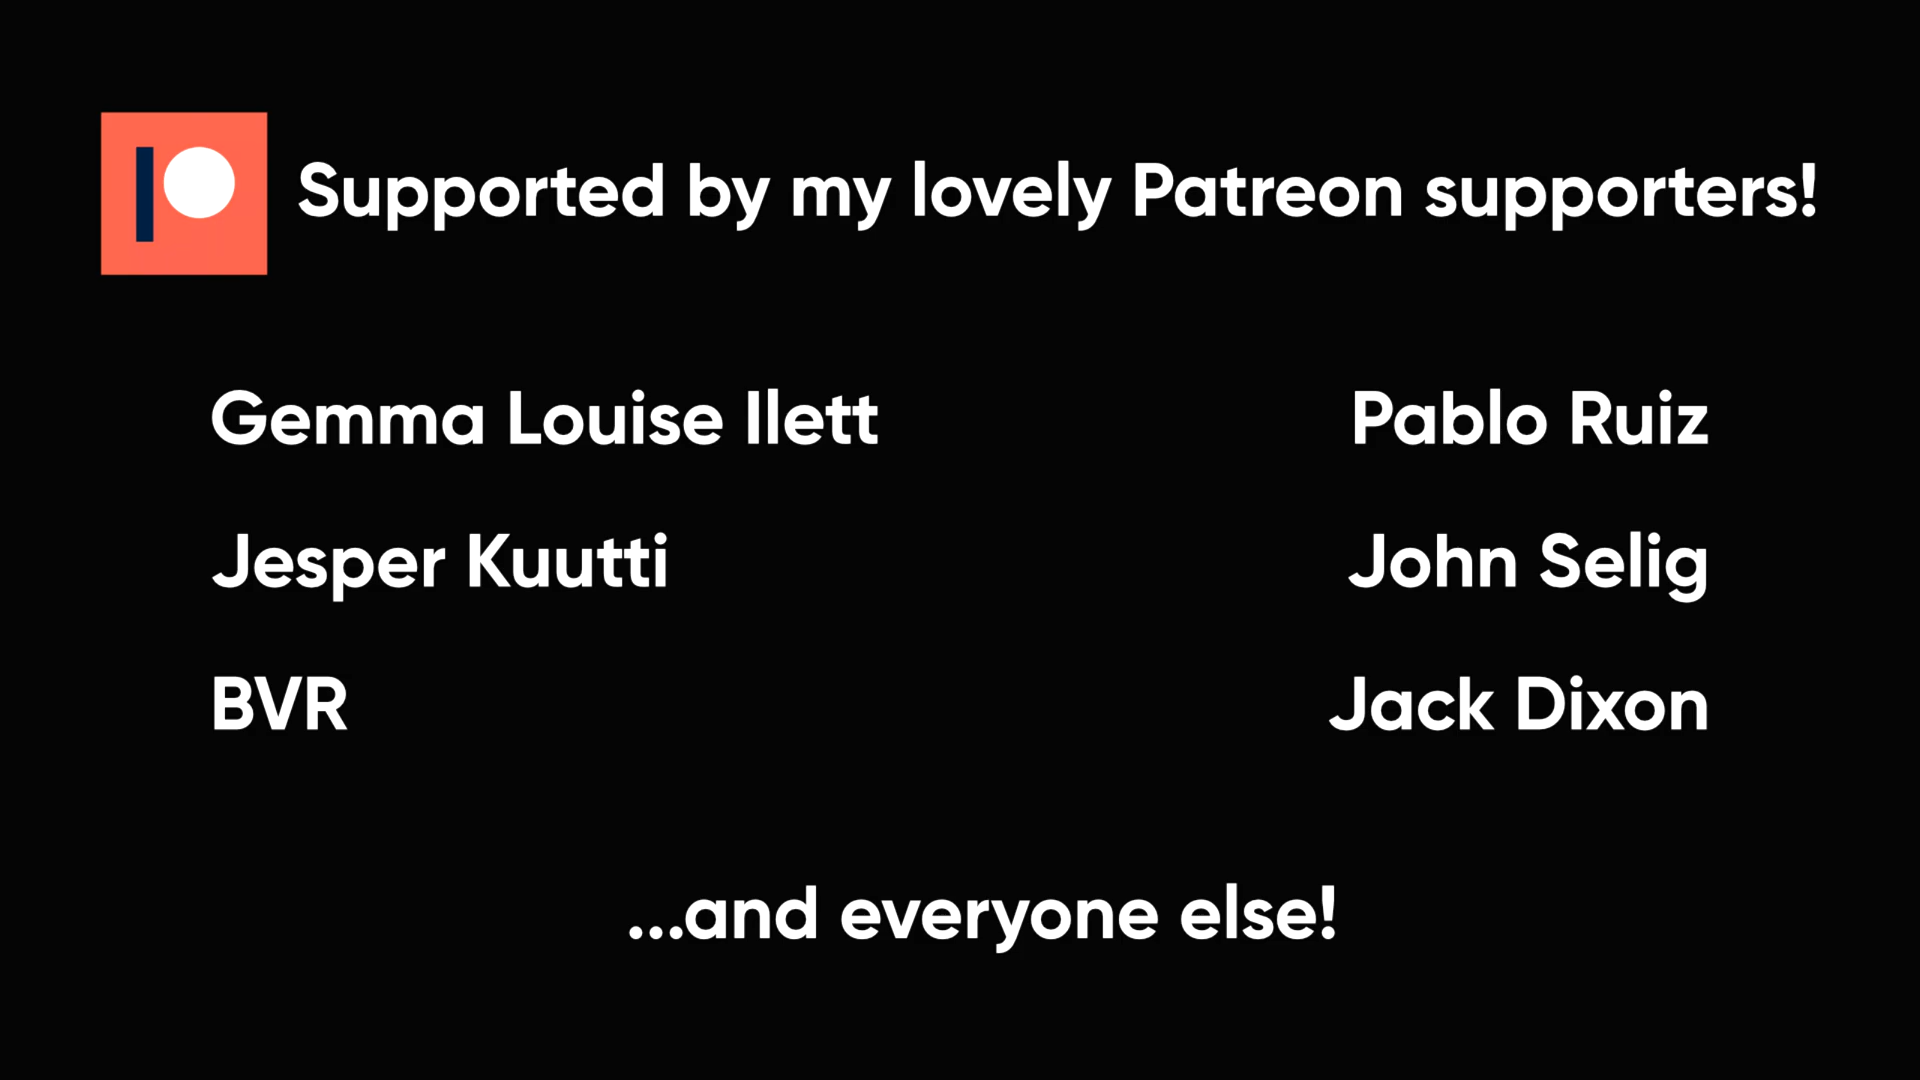 Supported by my lovely Patreon supporters!
Gemma Louise Ilett
Pablo Ruiz
Jesper Kuutti
John Selig
BVR
Jack Dixon
...and everyone else!